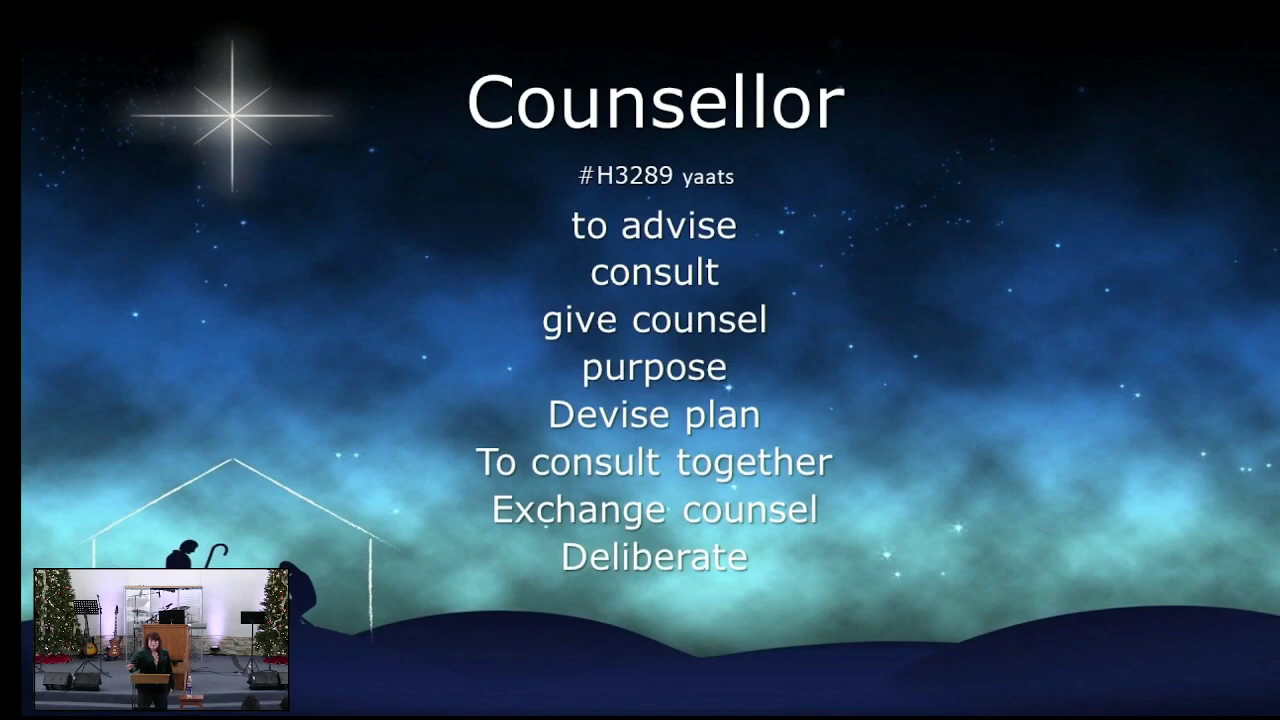 Counsellor
#H3289 yaats
to advise
consult
give counsel
purpose
Devise plan
To consult together
Exchange counsel
Deliberate